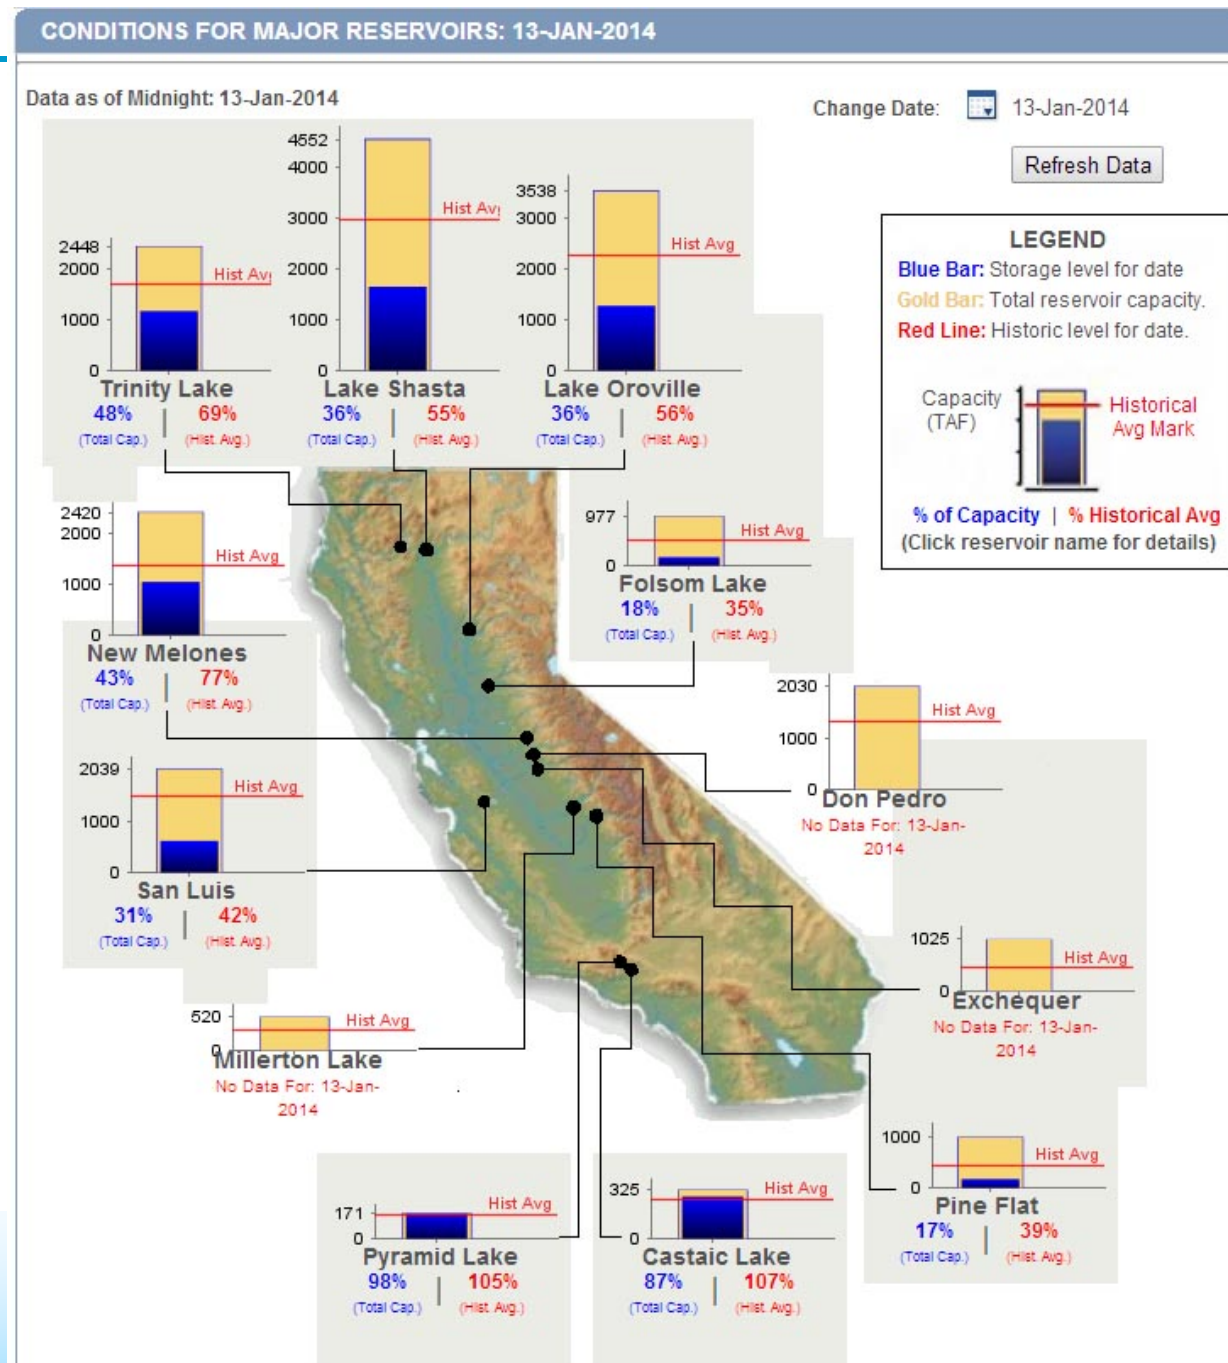 CONDITIONS FOR MAJOR RESERVOIRS: 13-JAN-2014
Data as of Midnight: 13-Jan-2014
Change Date: 13-Jan-2014
Refresh Data
LEGEND
Blue Bar: Storage level for date
Gold Bar: Total reservoir capacity.
Red Line: Historic level for date.
Capacity
(TAF)
Historical
Avg Mark
% of Capacity | % Historical Avg
(Click reservoir name for details)
2448
2000
1000
0
Hist Avg
Trinity Lake
48% | 69%
(Total Cap.) (Hist. Avg.)
4552
4000
3000
2000
1000
0
Hist Avg
Lake Shasta
36% | 55%
(Total Cap.) (Hist. Avg.)
3538
3000
2000
1000
0
Hist Avg
Lake Oroville
36% | 56%
(Total Cap.) (Hist. Avg.)
2420
2000
1000
0
Hist Avg
New Melones
43% | 77%
(Total Cap.) (Hist. Avg.)
977
0
Hist Avg
Folsom Lake
18% | 35%
(Total Cap.) (Hist. Avg.)
2030
1000
0
Hist Avg
Don Pedro
No Data For: 13-Jan-
2014
2039
1000
0
Hist Avg
San Luis
31% | 42%
(Total Cap.) (Hist. Avg.)
1025
0
Hist Avg
Exchequer
No Data For: 13-Jan-
2014
520
0
Hist Avg
Millerton Lake
No Data For: 13-Jan-
2014
1000
0
Hist Avg
Pine Flat
17% | 39%
(Total Cap.) (Hist. Avg.)
171
0
Hist Avg
Pyramid Lake
98% | 105%
(Total Cap.) (Hist. Avg.)
325
0
Hist Avg
Castaic Lake
87% | 107%
(Total Cap.) (Hist. Avg.)